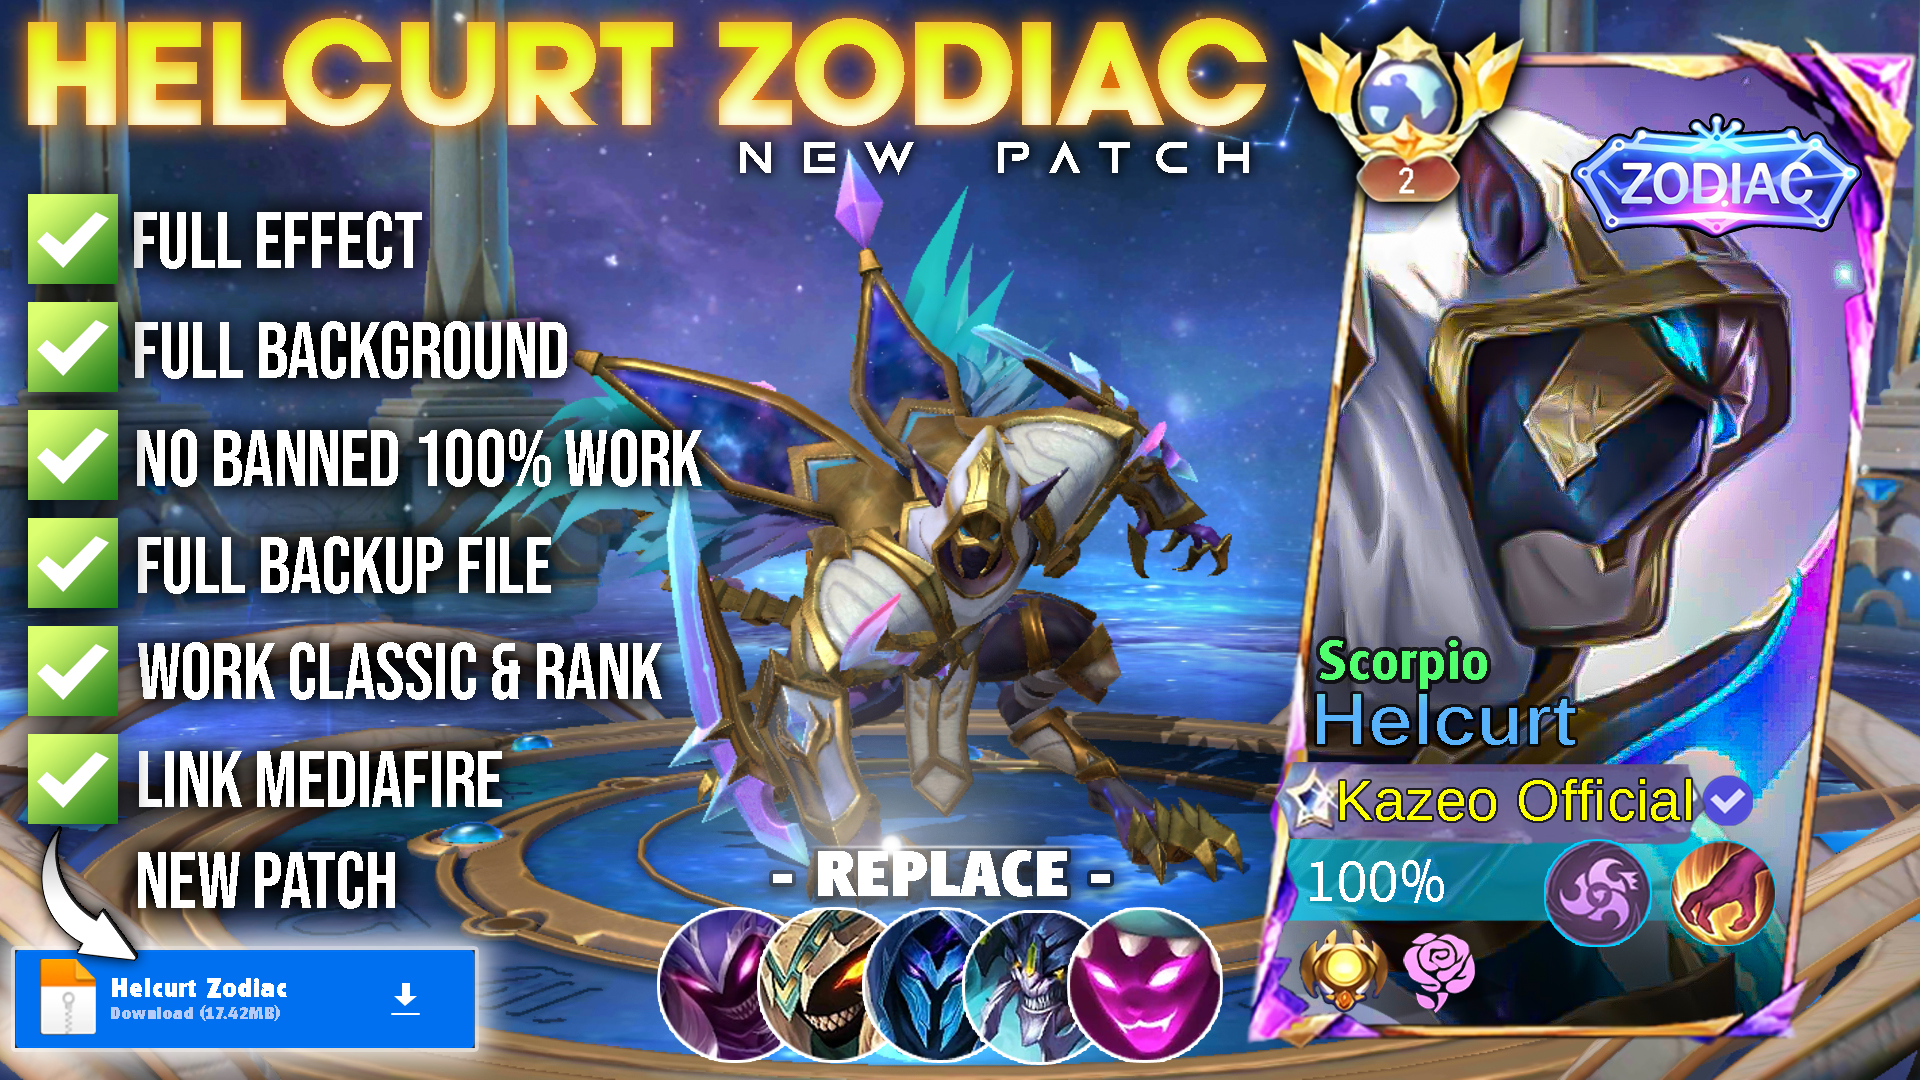 HELCURT ZODIAC
NEW PATCH
FULL EFFECT
FULL BACKGROUND
NO BANNED 100% WORK
FULL BACKUP FILE
WORK CLASSIC & RANK
LINK MEDIAFIRE
NEW PATCH
Helcurt Zodiac
Download (17.42MB)
- REPLACE -
2
ZODIAC
Scorpio
Helcurt
Kazeo Official
100%